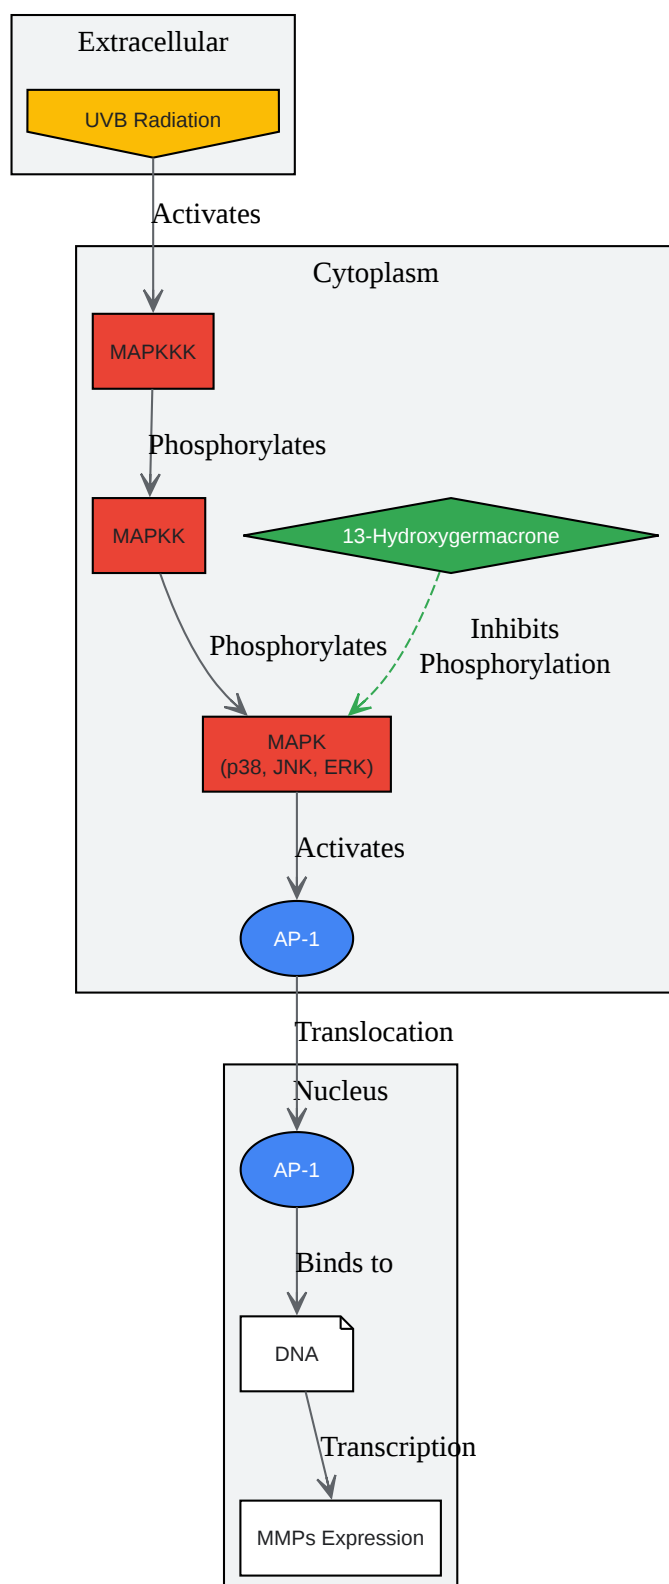 Extracellular
UVB Radiation
Activates
Cytoplasm
MAPKKK
Phosphorylates
MAPKK
13-Hydroxygermacrone
Phosphorylates
Inhibits
Phosphorylation
MAPK
(p38, JNK, ERK)
Activates
AP-1
Translocation
Nucleus
AP-1
Binds to
DNA
Transcription
MMPs Expression